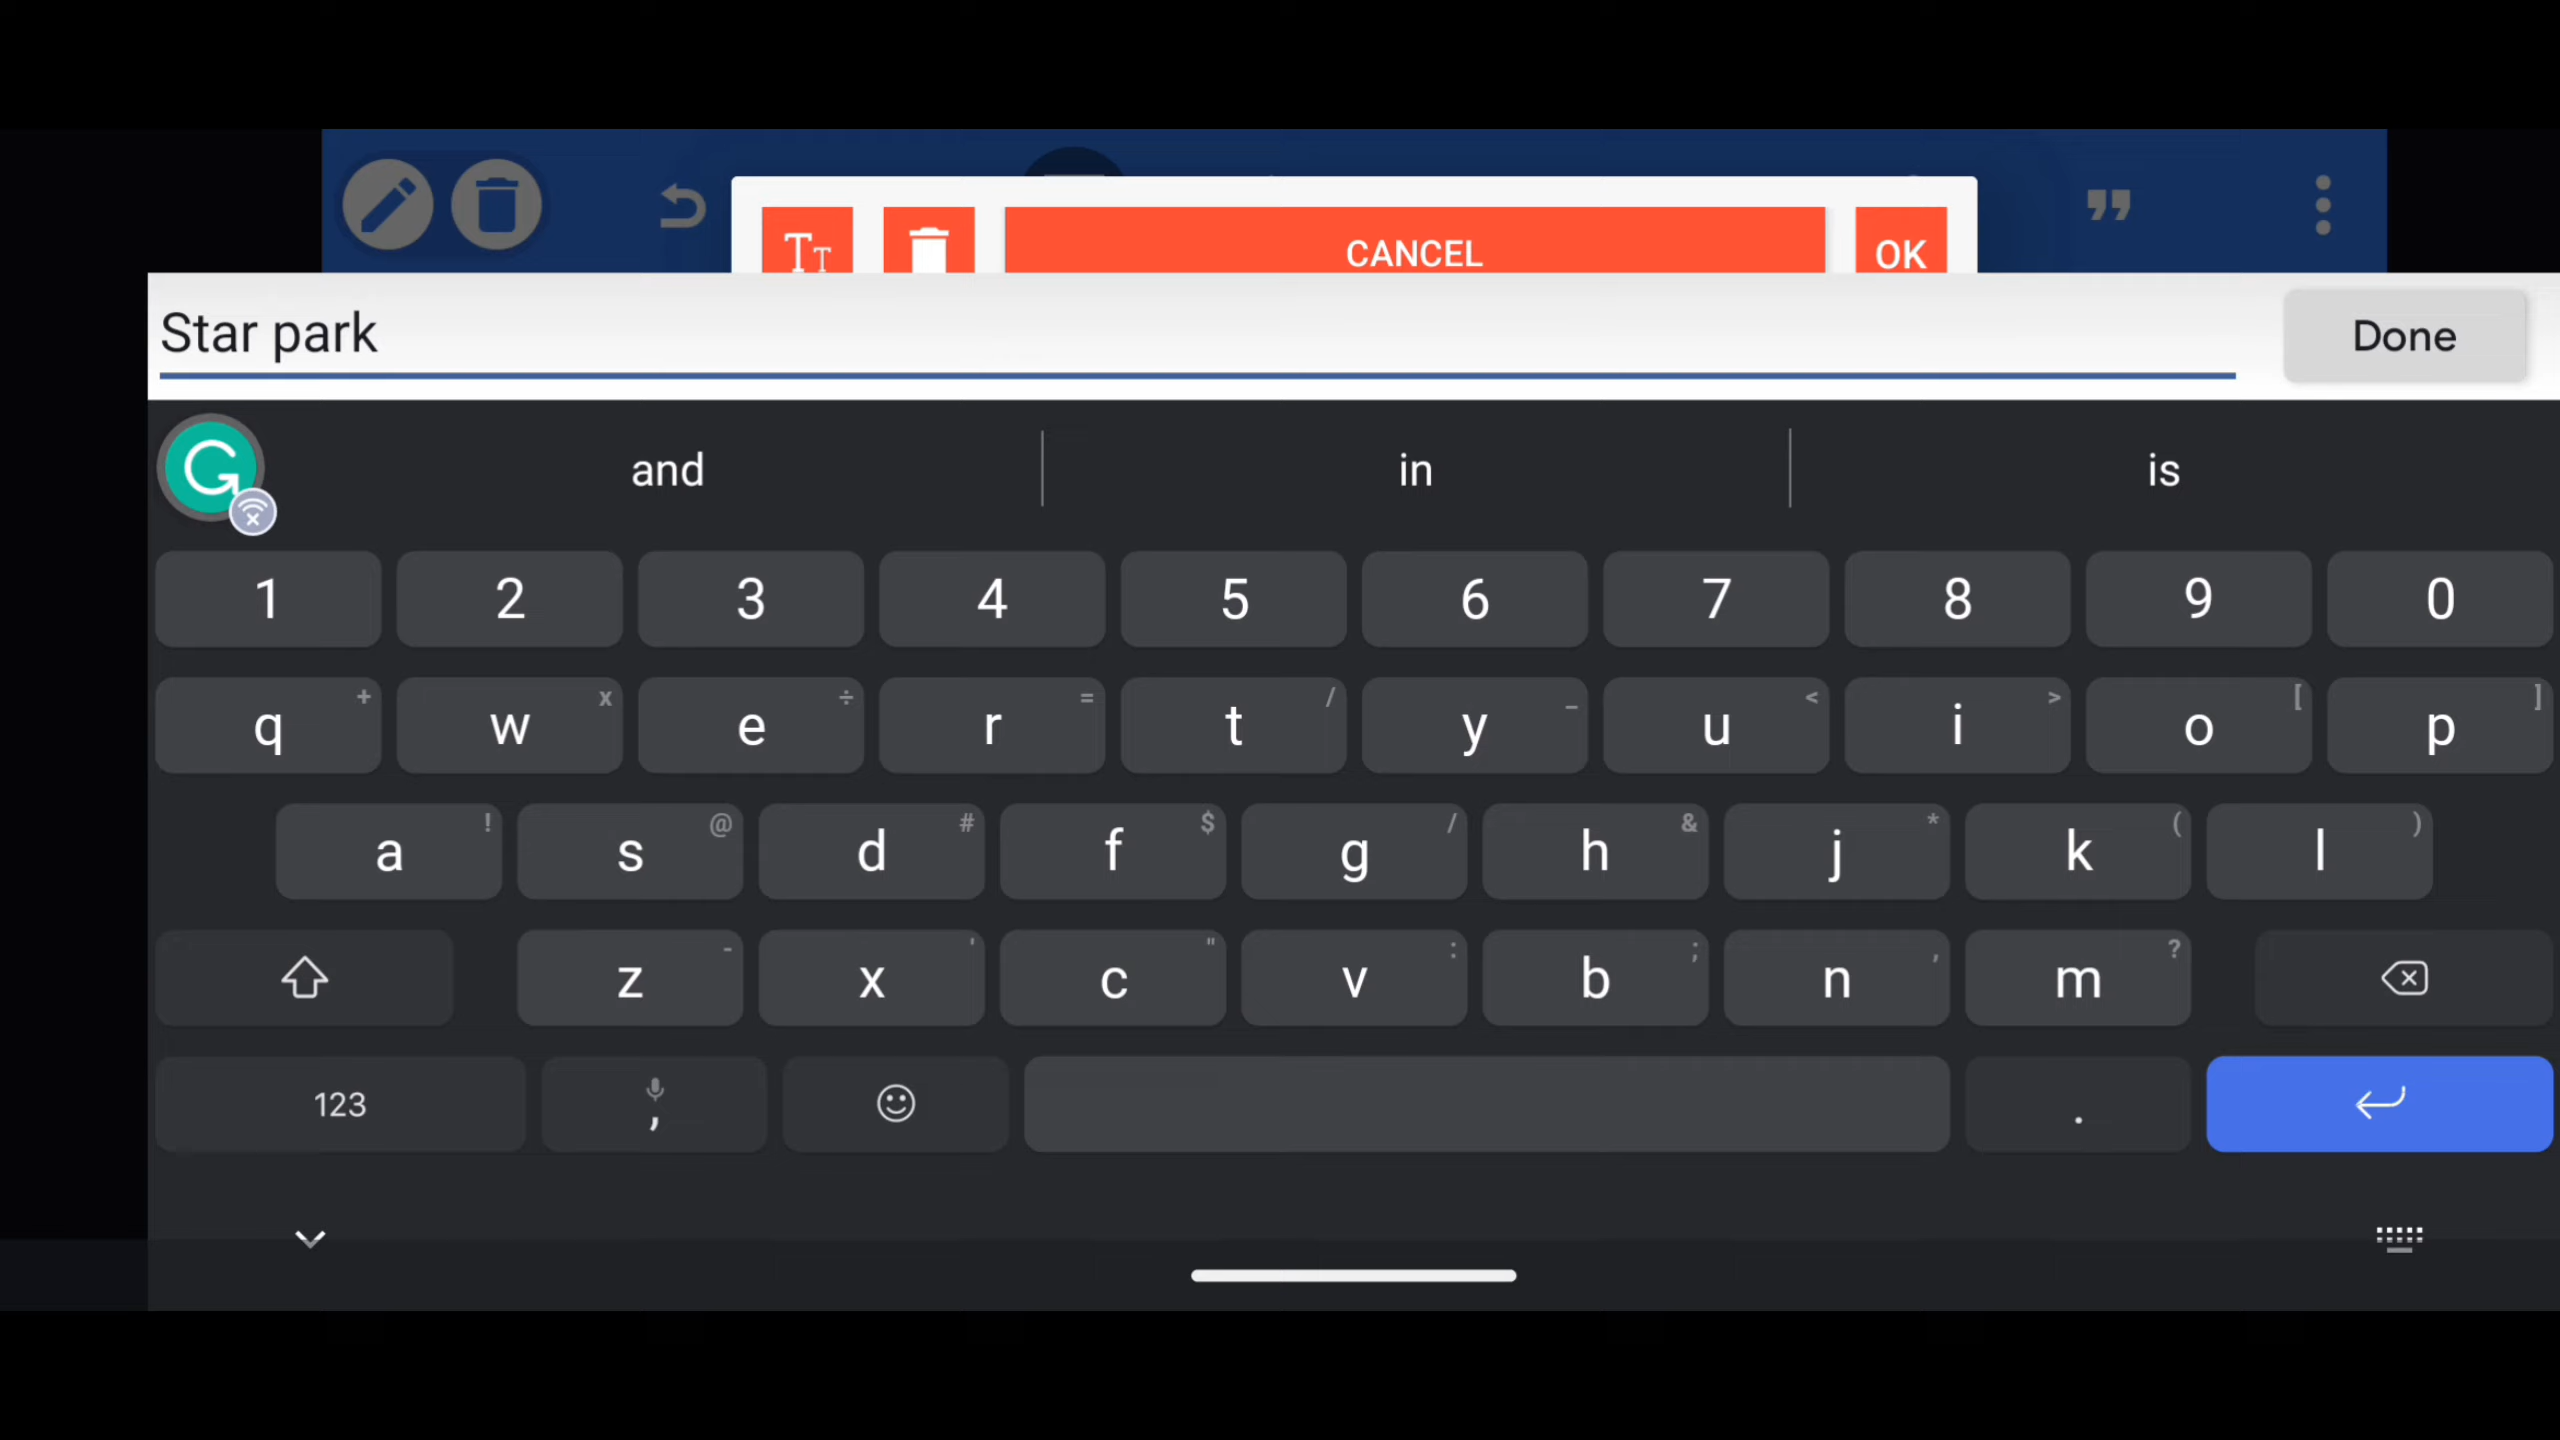 Tт
CANCEL
OK
Star park
Done
and
in
is
1 2 3 4 5 6 7 8 9 0
q + w x e ÷ r = t / y _ u < i > o [ p ]
a ! s @ d # f $ g / h & j * k ( l )
z - x ' c " v : b ; n , m ?
123 , .